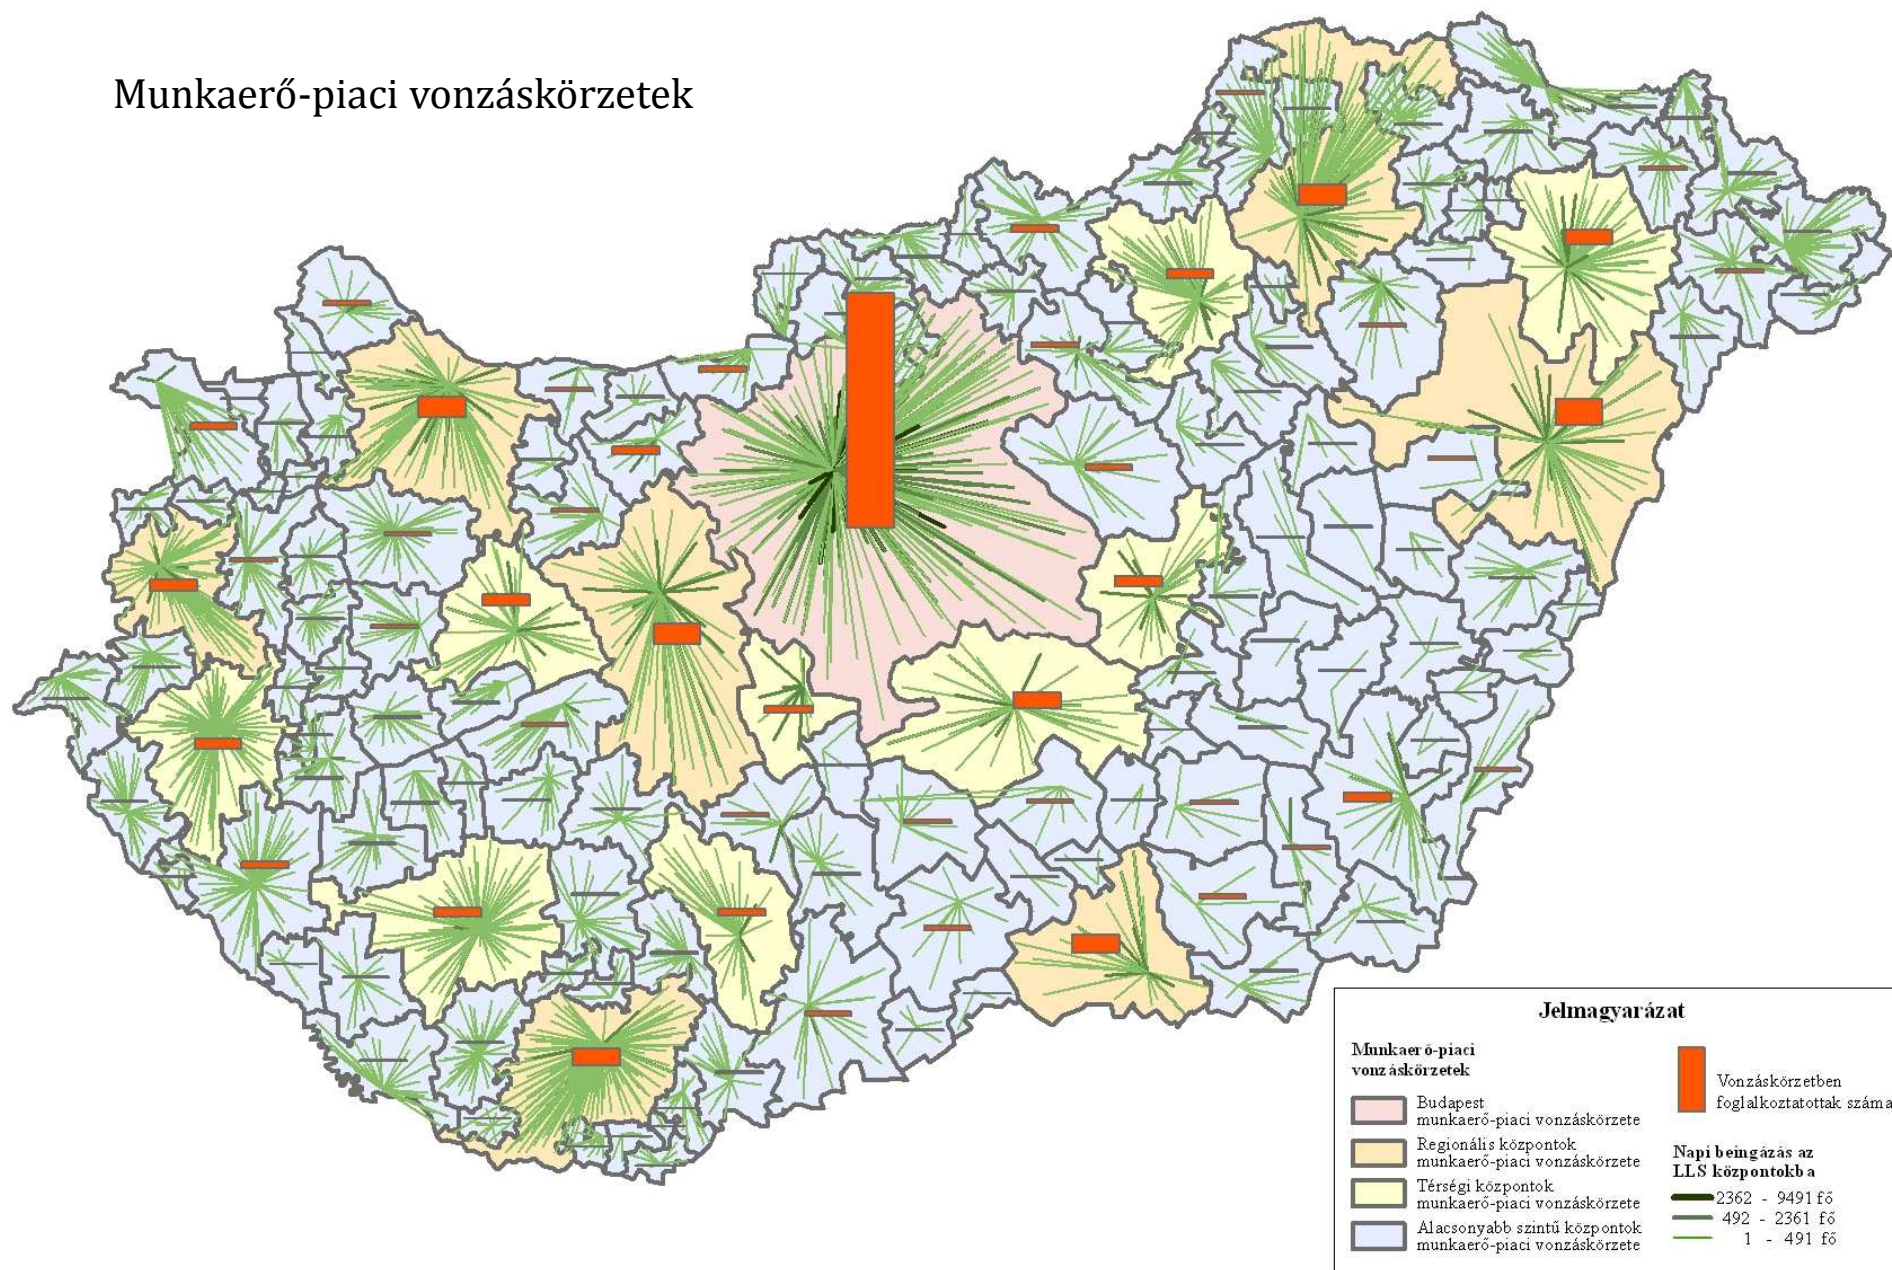 Munkaerő-piaci vonzáskörzetek
Jelmagyarázat
Munkaerő-piaci
vonzáskörzetek
Budapest
munkaerő-piaci vonzáskörzete
Regionális központok
munkaerő-piaci vonzáskörzete
Térségi központok
munkaerő-piaci vonzáskörzete
Alacsonyabb szintű központok
munkaerő-piaci vonzáskörzete
Vonzáskörzetben
foglalkoztatottak száma
Napi beingázás az
LLS központokba
2362 - 9491 fő
492 - 2361 fő
1 - 491 fő